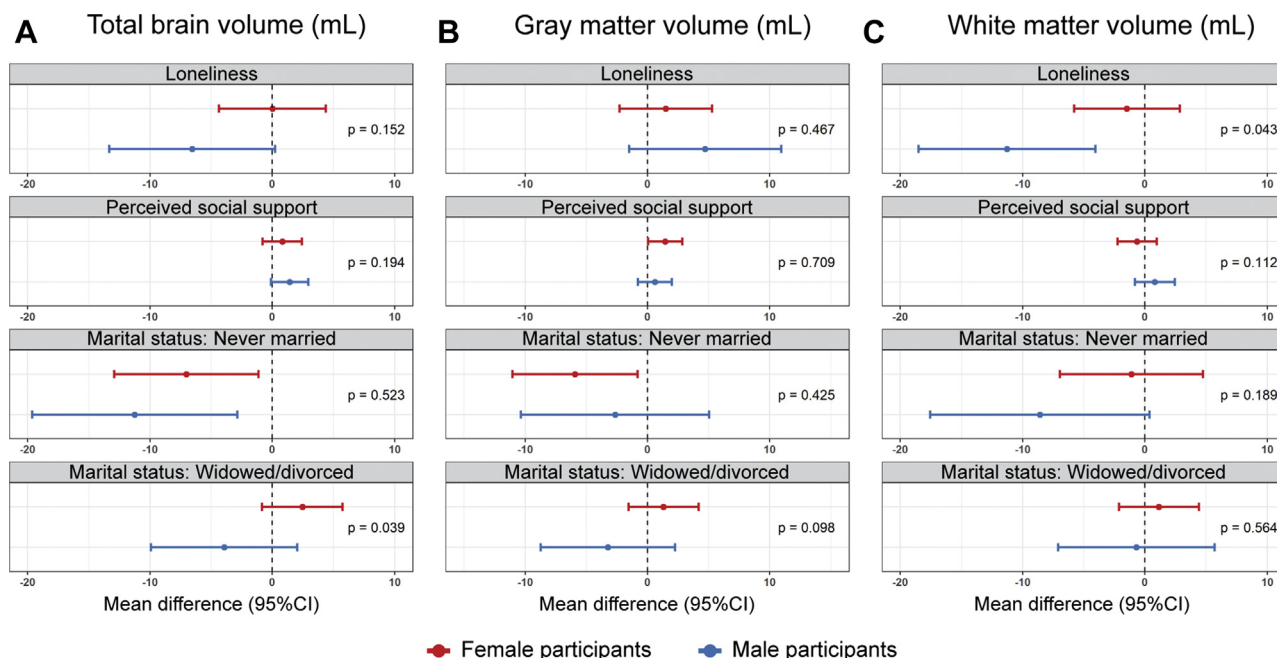 A Total brain volume (mL)
Loneliness
p = 0.152
-20 -10 0 10
Perceived social support
p = 0.194
-20 -10 0 10
Marital status: Never married
p = 0.523
-20 -10 0 10
Marital status: Widowed/divorced
p = 0.039
-20 -10 0 10
Mean difference (95%CI)
B Gray matter volume (mL)
Loneliness
p = 0.467
-20 -10 0 10
Perceived social support
p = 0.709
-20 -10 0 10
Marital status: Never married
p = 0.425
-20 -10 0 10
Marital status: Widowed/divorced
p = 0.098
-20 -10 0 10
Mean difference (95%CI)
C White matter volume (mL)
Loneliness
p = 0.043
-20 -10 0 10
Perceived social support
p = 0.112
-20 -10 0 10
Marital status: Never married
p = 0.189
-20 -10 0 10
Marital status: Widowed/divorced
p = 0.564
-20 -10 0 10
Mean difference (95%CI)
Female participants Male participants